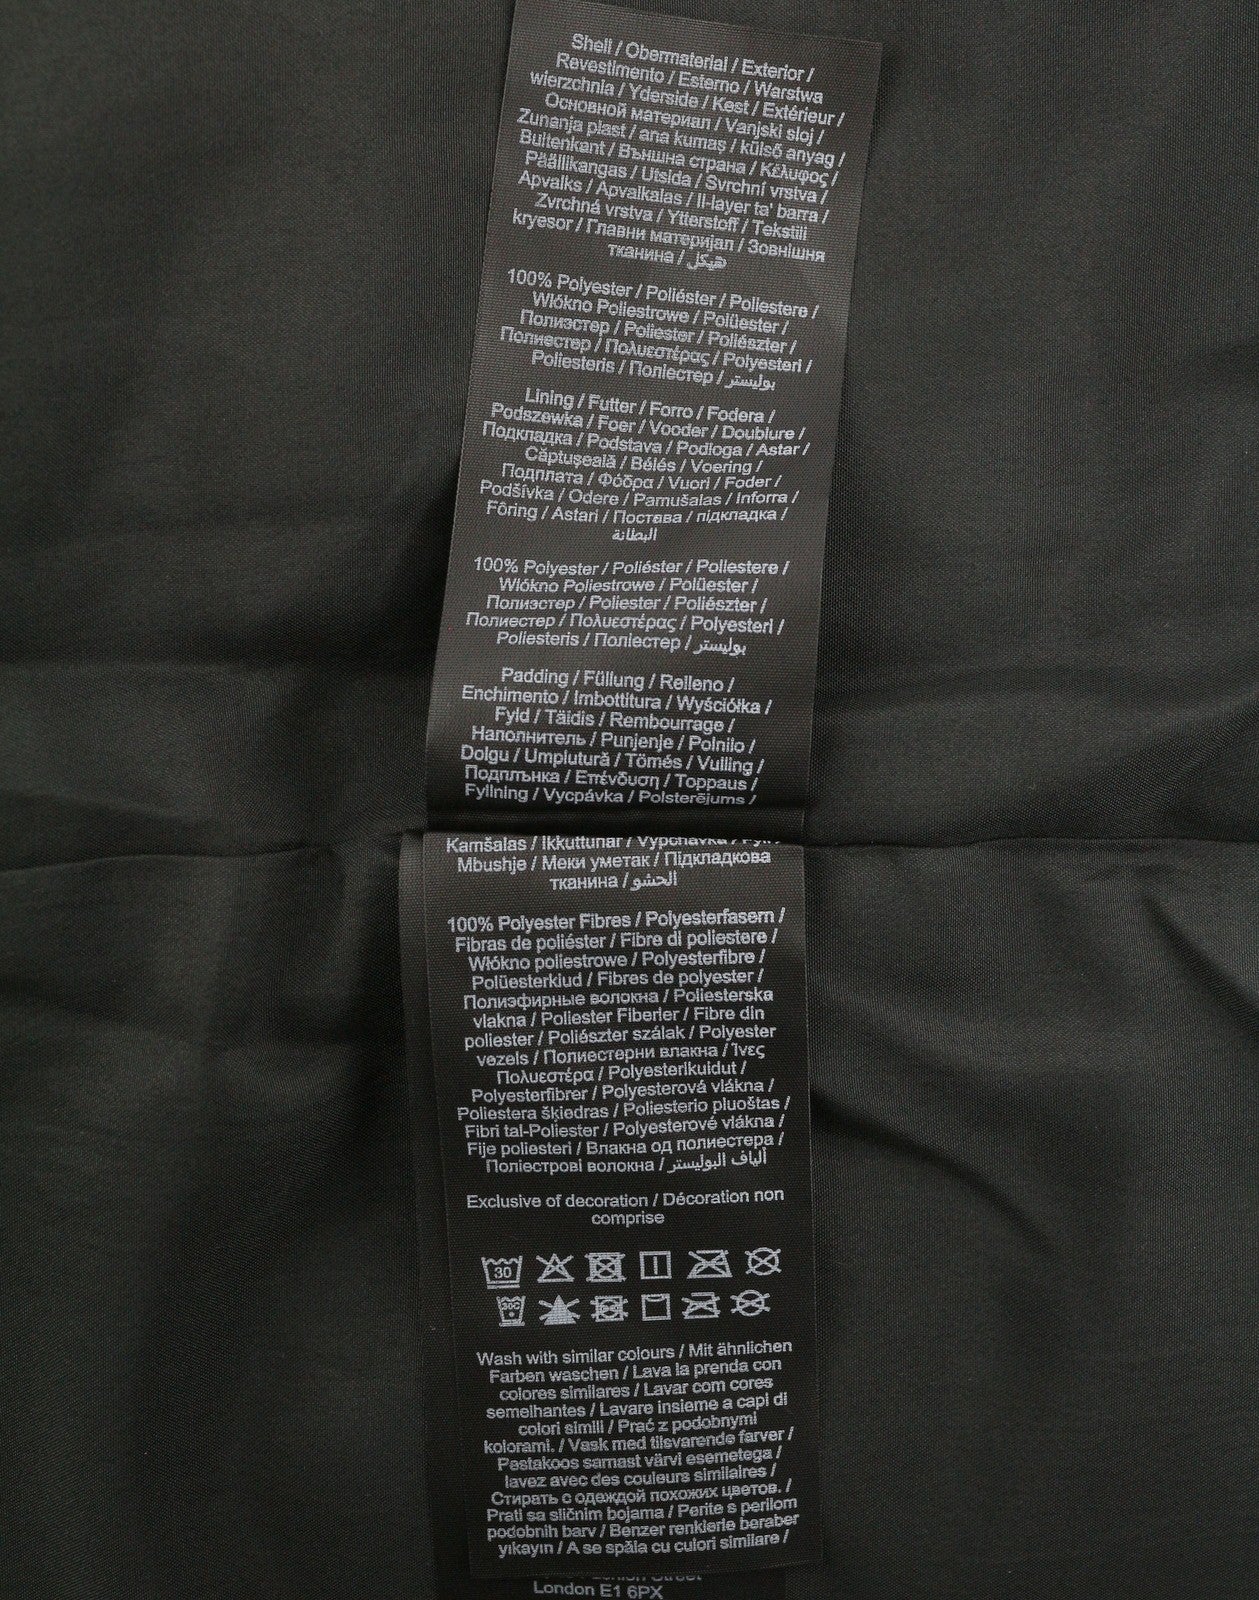 Shell / Obermaterial / Exterior /
Revestimento / Esterno / Warstwa
wierzchnia / Yderside / Kest / Extérieur /
Основной материал / Vanjski sloj /
Zunanja plast / ana kumaş / külső anyag /
Buitenkant / Външна страна / Κέλυφος /
Päällikangas / Utsida / Svrchní vrstva /
Apvalks / Apvalkalas / Il-layer ta' barra /
Zvrchná vrstva / Ytterstoff / Tekstili
kryesor / Главни материјал / Зовнішня
тканина / هيكل
100% Polyester / Poliéster / Poliestere /
Włókno Poliestrowe / Polüester /
Полиэстер / Poliester / Poliészter /
Полиестер / Πολυεστέρας / Polyesteri /
Poliesteris / Поліестер / بوليستر
Lining / Futter / Forro / Fodera /
Podszewka / Foer / Vooder / Doublure /
Подкладка / Podstava / Podloga / Astar /
Căptuşeală / Bélés / Voering /
Подплата / Φόδρα / Vuori / Foder /
Podšívka / Odere / Pamušalas / Inforra /
Fôring / Astari / Постава / підкладка /
البطانة
100% Polyester / Poliéster / Poliestere /
Włókno Poliestrowe / Polüester /
Полиэстер / Poliester / Poliészter /
Полиестер / Πολυεστέρας / Polyesteri /
Poliesteris / Поліестер / بوليستر
Padding / Füllung / Relleno /
Enchimento / Imbottitura / Wyściółka /
Fyld / Täidis / Rembourrage /
Наполнитель / Punjenje / Polnilo /
Dolgu / Umplutură / Tömés / Vulling /
Подплънка / Επένδυση / Toppaus /
Fyllning / Vycpávka / Polsterējums /
Kamšalas / Ikkuttunar / Vypchávka / Fyll /
Mbushje / Меки уметак / Підкладкова
тканина / الحشو
100% Polyester Fibres / Polyesterfasern /
Fibras de poliéster / Fibre di poliestere /
Włókno poliestrowe / Polyesterfibre /
Polüesterkiud / Fibres de polyester /
Полиэфирные волокна / Poliesterska
vlakna / Poliester Fiberler / Fibre din
poliester / Poliészter szálak / Polyester
vezels / Полиестерни влакна / Ίνες
Πολυεστέρα / Polyesterikuidut /
Polyesterfibrer / Polyesterová vlákna /
Poliestera šķiedras / Poliesterio pluoštas /
Fibri tal-Poliester / Polyesterové vlákna /
Fije poliesteri / Влакна од полиестера /
Поліестрові волокна / ألياف البوليستر
Exclusive of decoration / Décoration non
comprise
30
30C
Wash with similar colours / Mit ähnlichen
Farben waschen / Lava la prenda con
colores similares / Lavar com cores
semelhantes / Lavare insieme a capi di
colori simili / Prać z podobnymi
kolorami. / Vask med tilsvarende farver /
Pestakoos samast värvi esemetega /
lavez avec des couleurs similaires /
Стирать с одеждой похожих цветов. /
Prati sa sličnim bojama / Perite s perilom
podobnih barv / Benzer renklerle beraber
yıkayın / A se spăla cu culori similare /
London E1 6PX